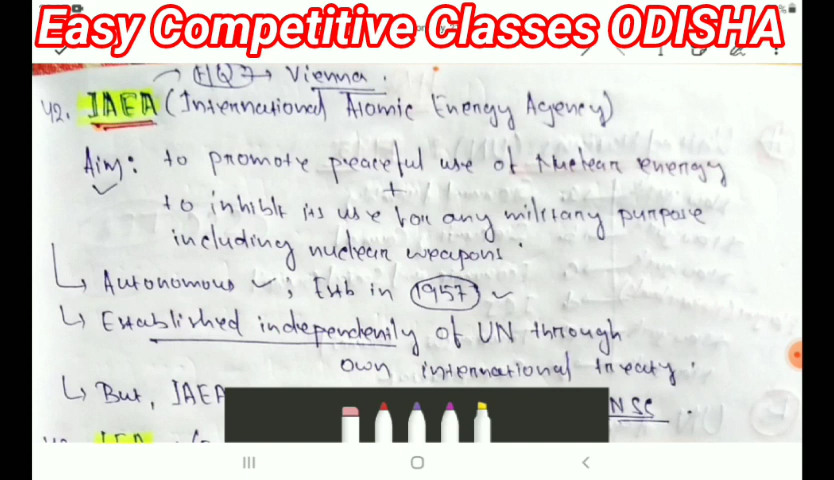 Easy Competitive Classes ODISHA
HQ → Vienna.
42. IAEA (International Atomic Energy Agency)
Aim: to promote peaceful use of Nuclear energy
+
to inhibit its use for any military purpose
including nuclear weapons.
↳ Autonomous ✓; Estb in 1957 ✓
↳ Established independently of UN through
own international treaty.
↳ But, IAEA
NSC.